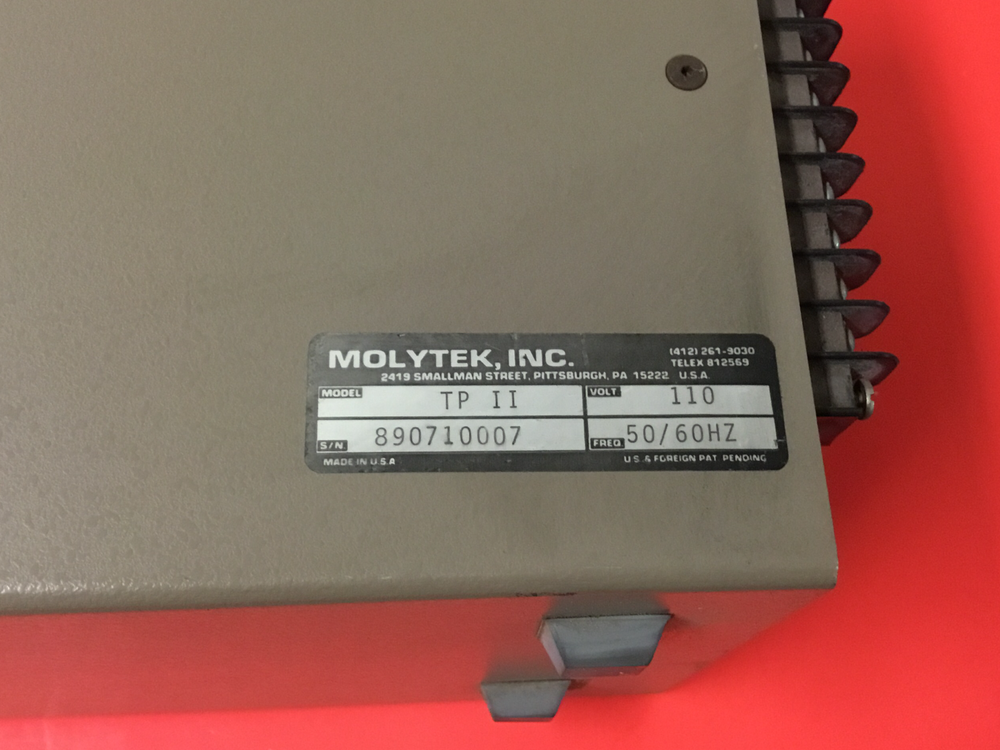 MOLYTEK, INC.
(412) 261-9030
TELEX 812569
2419 SMALLMAN STREET, PITTSBURGH, PA 15222 U.S.A.
MODEL TP II
VOLT 110
S/N. 890710007
FREQ. 50/60HZ
MADE IN U.S.A
U.S. & FOREIGN PAT. PENDING